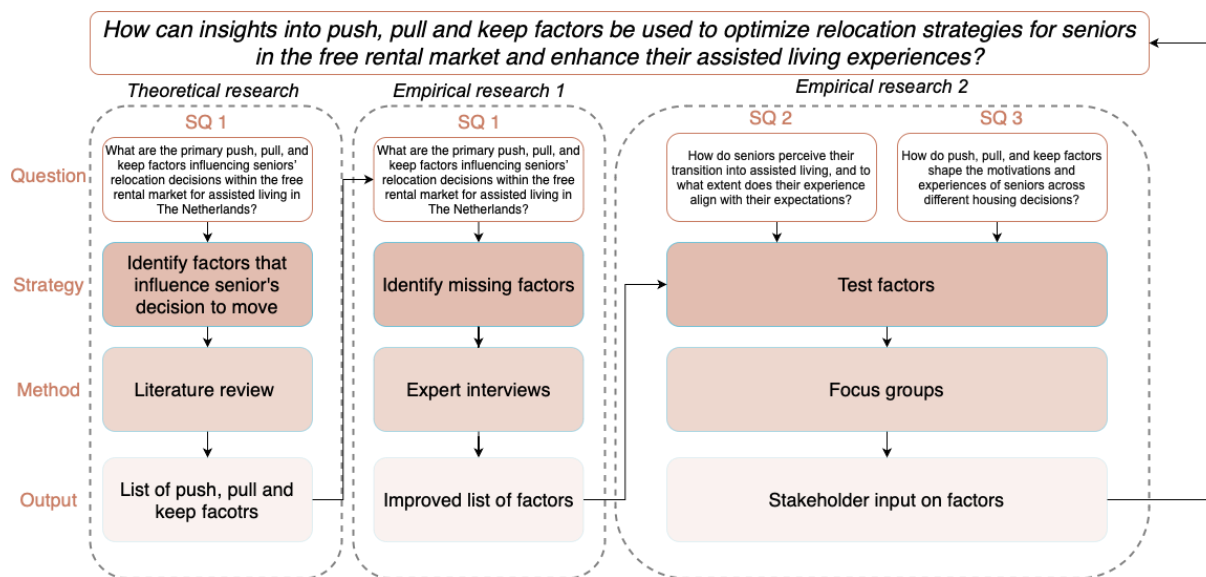 How can insights into push, pull and keep factors be used to optimize relocation strategies for seniors
in the free rental market and enhance their assisted living experiences?
Theoretical research
Empirical research 1
Empirical research 2
SQ 1
SQ 1
SQ 2
SQ 3
Question
What are the primary push, pull, and
keep factors influencing seniors'
relocation decisions within the free
rental market for assisted living in
The Netherlands?
What are the primary push, pull, and
keep factors influencing seniors'
relocation decisions within the free
rental market for assisted living in
The Netherlands?
How do seniors perceive their
transition into assisted living, and to
what extent does their experience
align with their expectations?
How do push, pull, and keep factors
shape the motivations and
experiences of seniors across
different housing decisions?
Strategy
Identify factors that
influence senior's
decision to move
Identify missing factors
Test factors
Method
Literature review
Expert interviews
Focus groups
Output
List of push, pull and
keep facotrs
Improved list of factors
Stakeholder input on factors